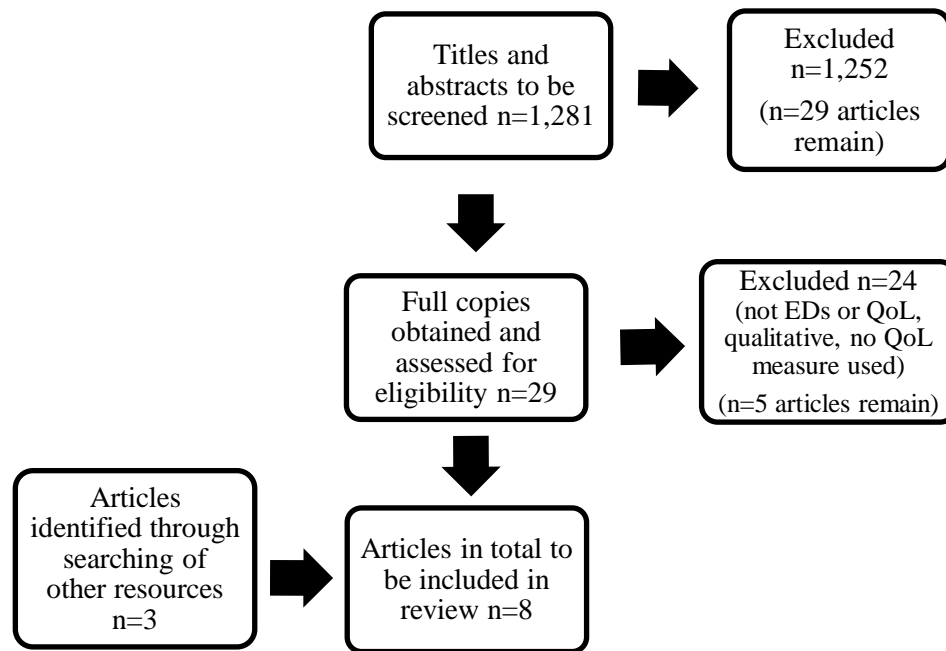 Titles and
abstracts to be
screened n=1,281
Excluded
n=1,252
(n=29 articles
remain)
Full copies
obtained and
assessed for
eligibility n=29
Excluded n=24
(not EDs or QoL,
qualitative, no QoL
measure used)
(n=5 articles remain)
Articles
identified through
searching of
other resources
n=3
Articles in total to
be included in
review n=8